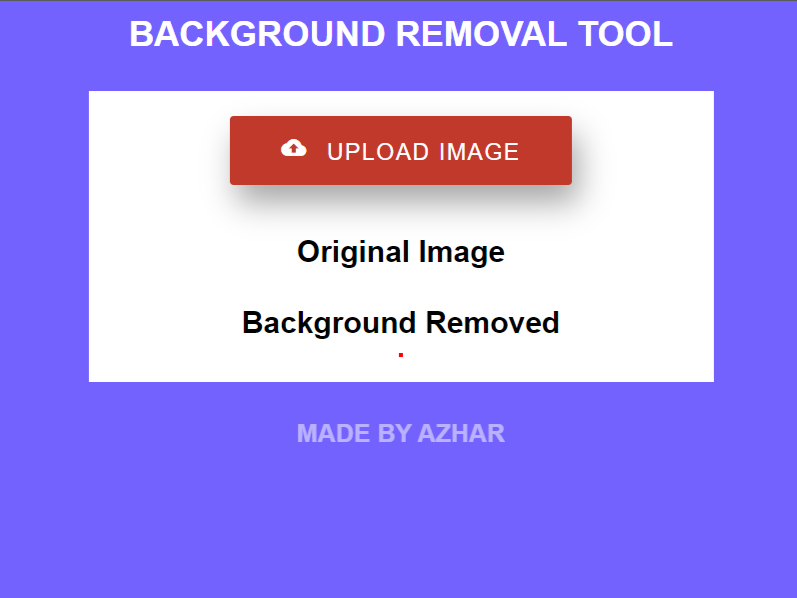 BACKGROUND REMOVAL TOOL
UPLOAD IMAGE
Original Image
Background Removed
MADE BY AZHAR